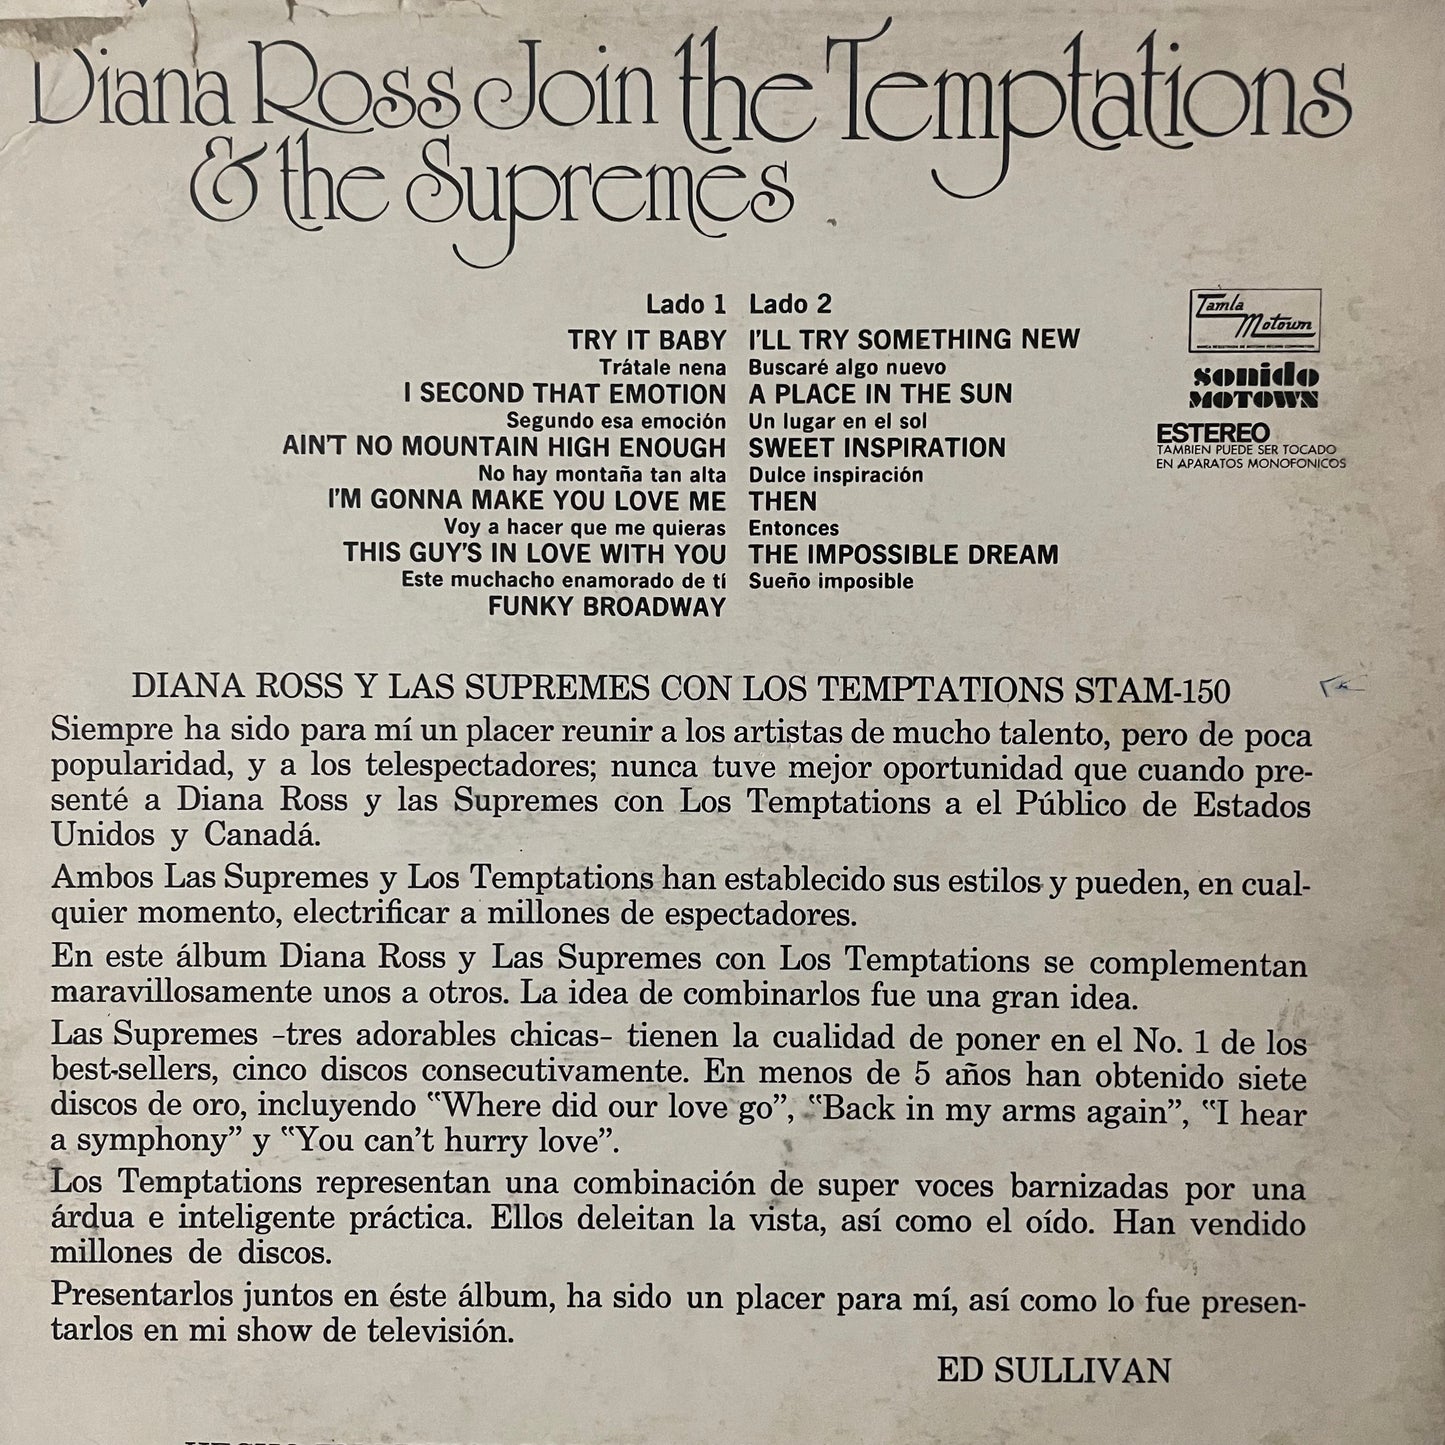 Diana Ross Join the Temptations
& the Supremes
Lado 1
TRY IT BABY
Trátale nena
I SECOND THAT EMOTION
Segundo esa emoción
AIN'T NO MOUNTAIN HIGH ENOUGH
No hay montaña tan alta
I'M GONNA MAKE YOU LOVE ME
Voy a hacer que me quieras
THIS GUY'S IN LOVE WITH YOU
Este muchacho enamorado de tí
FUNKY BROADWAY
Lado 2
I'LL TRY SOMETHING NEW
Buscaré algo nuevo
A PLACE IN THE SUN
Un lugar en el sol
SWEET INSPIRATION
Dulce inspiración
THEN
Entonces
THE IMPOSSIBLE DREAM
Sueño imposible
Tamla
Motown
sonido
MOTOWN
ESTEREO
TAMBIEN PUEDE SER TOCADO
EN APARATOS MONOFONICOS
DIANA ROSS Y LAS SUPREMES CON LOS TEMPTATIONS STAM-150
Siempre ha sido para mí un placer reunir a los artistas de mucho talento, pero de poca
popularidad, y a los telespectadores; nunca tuve mejor oportunidad que cuando pre-
senté a Diana Ross y las Supremes con Los Temptations a el Público de Estados
Unidos y Canadá.
Ambos Las Supremes y Los Temptations han establecido sus estilos y pueden, en cual-
quier momento, electrificar a millones de espectadores.
En este álbum Diana Ross y Las Supremes con Los Temptations se complementan
maravillosamente unos a otros. La idea de combinarlos fue una gran idea.
Las Supremes -tres adorables chicas- tienen la cualidad de poner en el No. 1 de los
best-sellers, cinco discos consecutivamente. En menos de 5 años han obtenido siete
discos de oro, incluyendo "Where did our love go", "Back in my arms again", "I hear
a symphony" y "You can't hurry love".
Los Temptations representan una combinación de super voces barnizadas por una
árdua e inteligente práctica. Ellos deleitan la vista, así como el oído. Han vendido
millones de discos.
Presentarlos juntos en éste álbum, ha sido un placer para mí, así como lo fue presen-
tarlos en mi show de televisión.
ED SULLIVAN